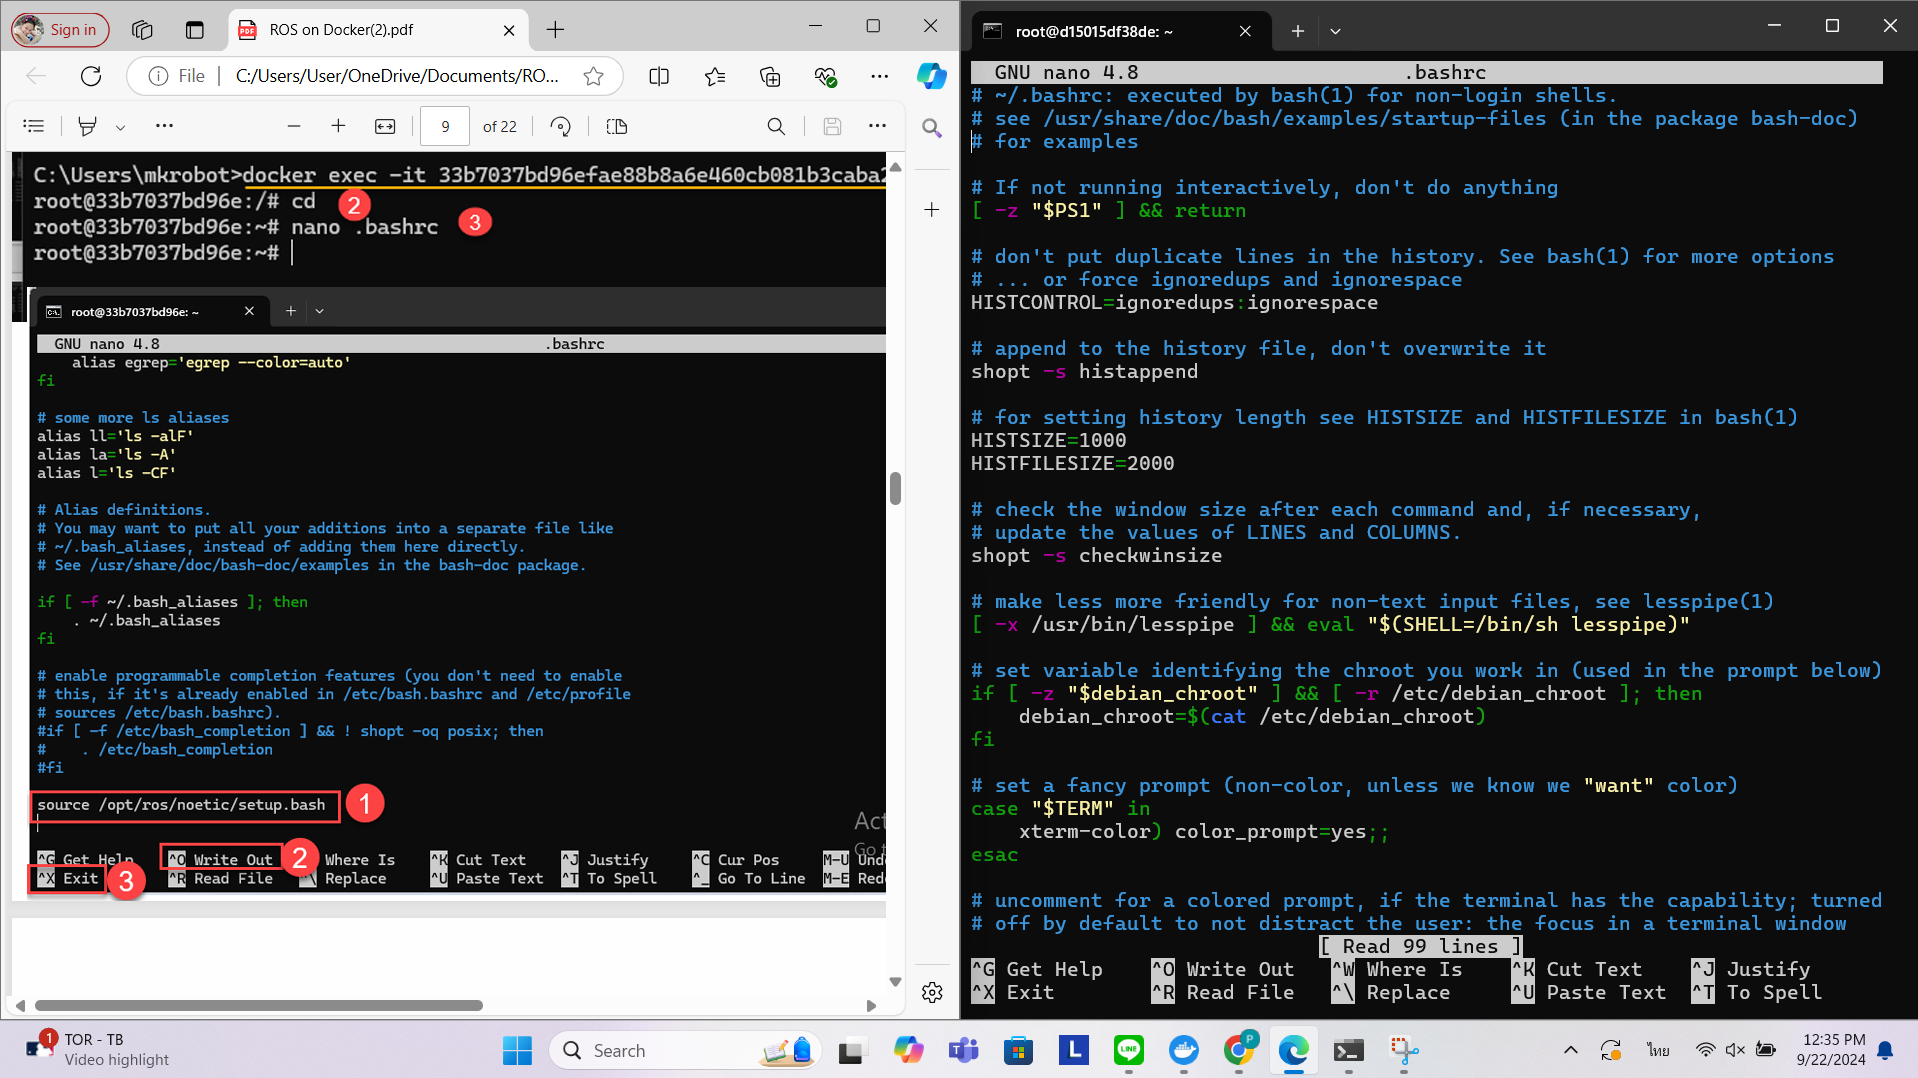 Sign in
ROS on Docker(2).pdf
File
C:/Users/User/OneDrive/Documents/RO...
9
of 22
C:\Users\mkrobot>docker exec -it 33b7037bd96efae88b8a6e460cb081b3caba2
root@33b7037bd96e:/# cd
2
root@33b7037bd96e:~# nano .bashrc
3
root@33b7037bd96e:~#
root@33b7037bd96e: ~
GNU nano 4.8 .bashrc
alias egrep='egrep --color=auto'
fi
# some more ls aliases
alias ll='ls -alF'
alias la='ls -A'
alias l='ls -CF'
# Alias definitions.
# You may want to put all your additions into a separate file like
# ~/.bash_aliases, instead of adding them here directly.
# See /usr/share/doc/bash-doc/examples in the bash-doc package.
if [ -f ~/.bash_aliases ]; then
. ~/.bash_aliases
fi
# enable programmable completion features (you don't need to enable
# this, if it's already enabled in /etc/bash.bashrc and /etc/profile
# sources /etc/bash.bashrc).
#if [ -f /etc/bash_completion ] && ! shopt -oq posix; then
# . /etc/bash_completion
#fi
source /opt/ros/noetic/setup.bash
1
Act
Go t
^G Get Help ^O Write Out 2 Where Is ^K Cut Text ^J Justify ^C Cur Pos M-U Und
^X Exit 3 ^R Read File ^\ Replace ^U Paste Text ^T To Spell ^_ Go To Line M-E Red
root@d15015df38de: ~
GNU nano 4.8 .bashrc
# ~/.bashrc: executed by bash(1) for non-login shells.
# see /usr/share/doc/bash/examples/startup-files (in the package bash-doc)
# for examples
# If not running interactively, don't do anything
[ -z "$PS1" ] && return
# don't put duplicate lines in the history. See bash(1) for more options
# ... or force ignoredups and ignorespace
HISTCONTROL=ignoredups:ignorespace
# append to the history file, don't overwrite it
shopt -s histappend
# for setting history length see HISTSIZE and HISTFILESIZE in bash(1)
HISTSIZE=1000
HISTFILESIZE=2000
# check the window size after each command and, if necessary,
# update the values of LINES and COLUMNS.
shopt -s checkwinsize
# make less more friendly for non-text input files, see lesspipe(1)
[ -x /usr/bin/lesspipe ] && eval "$(SHELL=/bin/sh lesspipe)"
# set variable identifying the chroot you work in (used in the prompt below)
if [ -z "$debian_chroot" ] && [ -r /etc/debian_chroot ]; then
debian_chroot=$(cat /etc/debian_chroot)
fi
# set a fancy prompt (non-color, unless we know we "want" color)
case "$TERM" in
xterm-color) color_prompt=yes;;
esac
# uncomment for a colored prompt, if the terminal has the capability; turned
# off by default to not distract the user: the focus in a terminal window
[ Read 99 lines ]
^G Get Help ^O Write Out ^W Where Is ^K Cut Text ^J Justify
^X Exit ^R Read File ^\ Replace ^U Paste Text ^T To Spell
1
TOR - TB
Video highlight
Search
L
LINE
P
ไทย
12:35 PM
9/22/2024